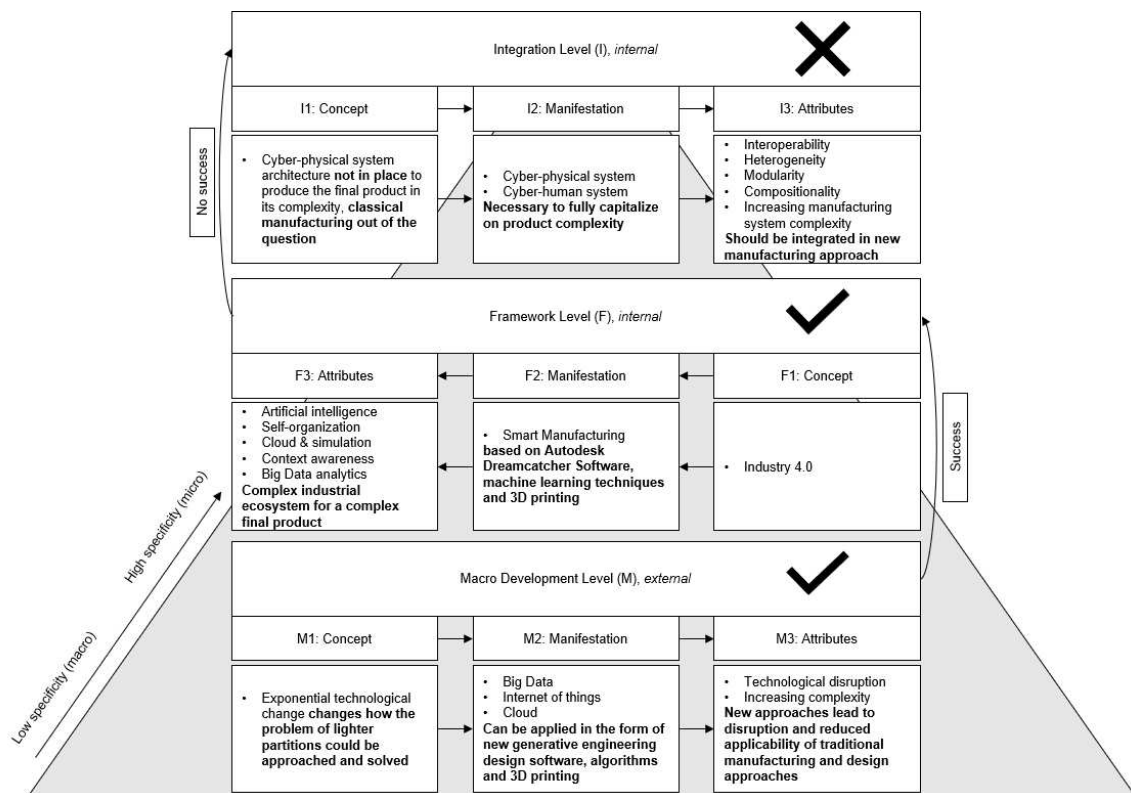 Integration Level (I), internal
I1: Concept
I2: Manifestation
I3: Attributes
• Cyber-physical system
architecture not in place to
produce the final product in
its complexity, classical
manufacturing out of the
question
• Cyber-physical system
• Cyber-human system
Necessary to fully capitalize
on product complexity
• Interoperability
• Heterogeneity
• Modularity
• Compositionality
• Increasing manufacturing
system complexity
Should be integrated in new
manufacturing approach
No success
Framework Level (F), internal
F3: Attributes
F2: Manifestation
F1: Concept
• Artificial intelligence
• Self-organization
• Cloud & simulation
• Context awareness
• Big Data analytics
Complex industrial
ecosystem for a complex
final product
• Smart Manufacturing
based on Autodesk
Dreamcatcher Software,
machine learning techniques
and 3D printing
• Industry 4.0
Success
High specificity (micro)
Low specificity (macro)
Macro Development Level (M), external
M1: Concept
M2: Manifestation
M3: Attributes
• Exponential technological
change changes how the
problem of lighter
partitions could be
approached and solved
• Big Data
• Internet of things
• Cloud
Can be applied in the form of
new generative engineering
design software, algorithms
and 3D printing
• Technological disruption
• Increasing complexity
New approaches lead to
disruption and reduced
applicability of traditional
manufacturing and design
approaches